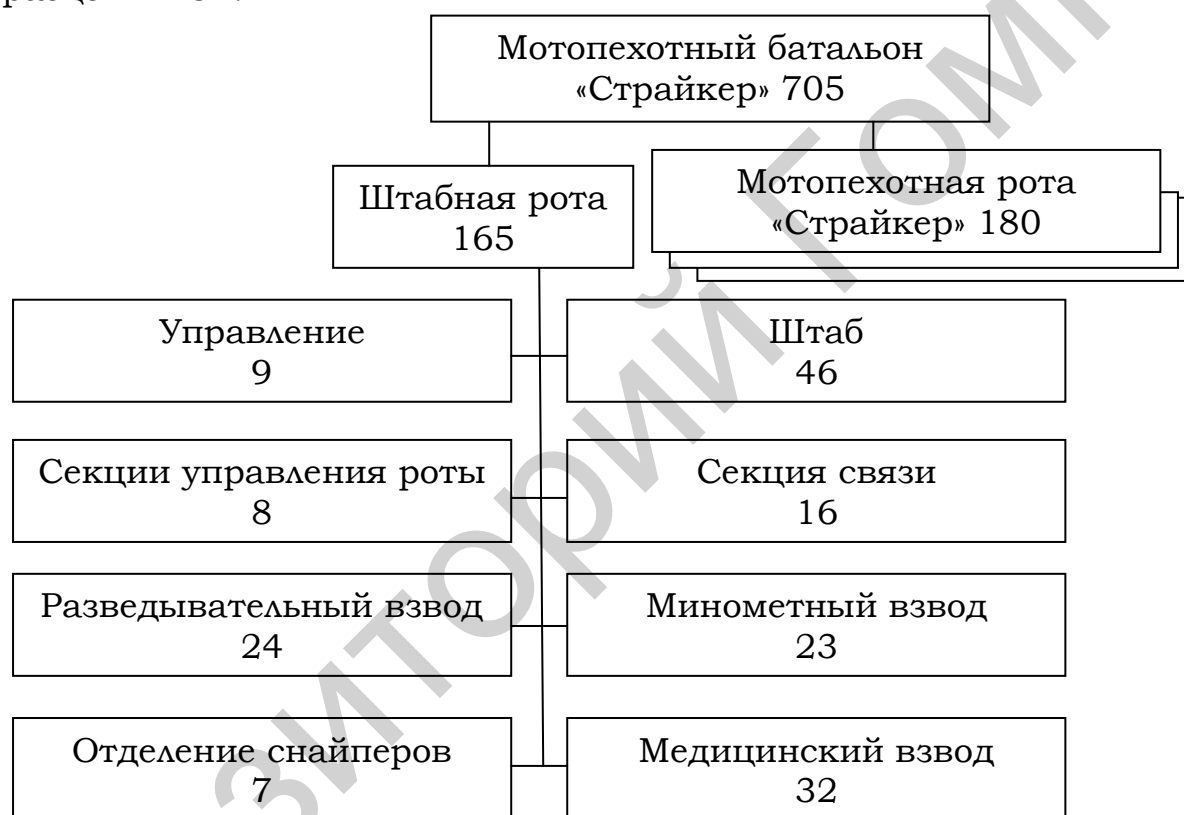 Мотопехотный батальон
«Страйкер» 705
Штабная рота
165
Мотопехотная рота
«Страйкер» 180
Управление
9
Штаб
46
Секции управления роты
8
Секция связи
16
Разведывательный взвод
24
Минометный взвод
23
Отделение снайперов
7
Медицинский взвод
32